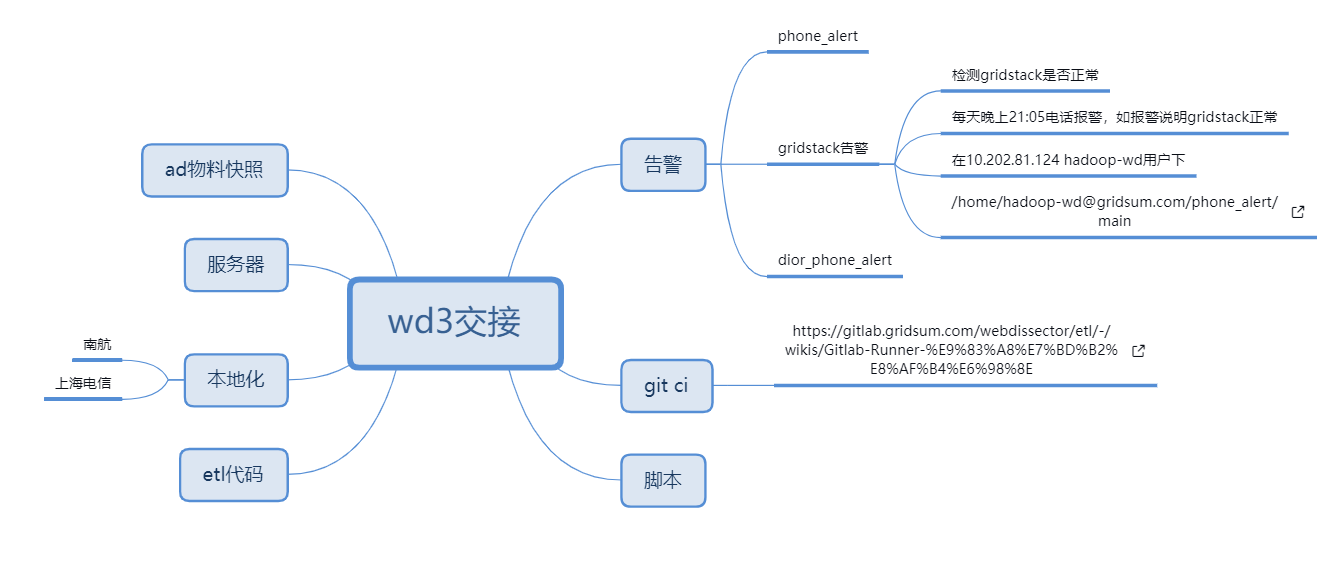 wd3交接
告警
phone_alert
gridstack告警
检测gridstack是否正常
每天晚上21:05电话报警，如报警说明gridstack正常
在10.202.81.124 hadoop-wd用户下
/home/hadoop-wd@gridsum.com/phone_alert/
main
dior_phone_alert
git ci
https://gitlab.gridsum.com/webdissector/etl/-/
wikis/Gitlab-Runner-%E9%83%A8%E7%BD%B2%
E8%AF%B4%E6%98%8E
脚本
ad物料快照
服务器
本地化
南航
上海电信
etl代码